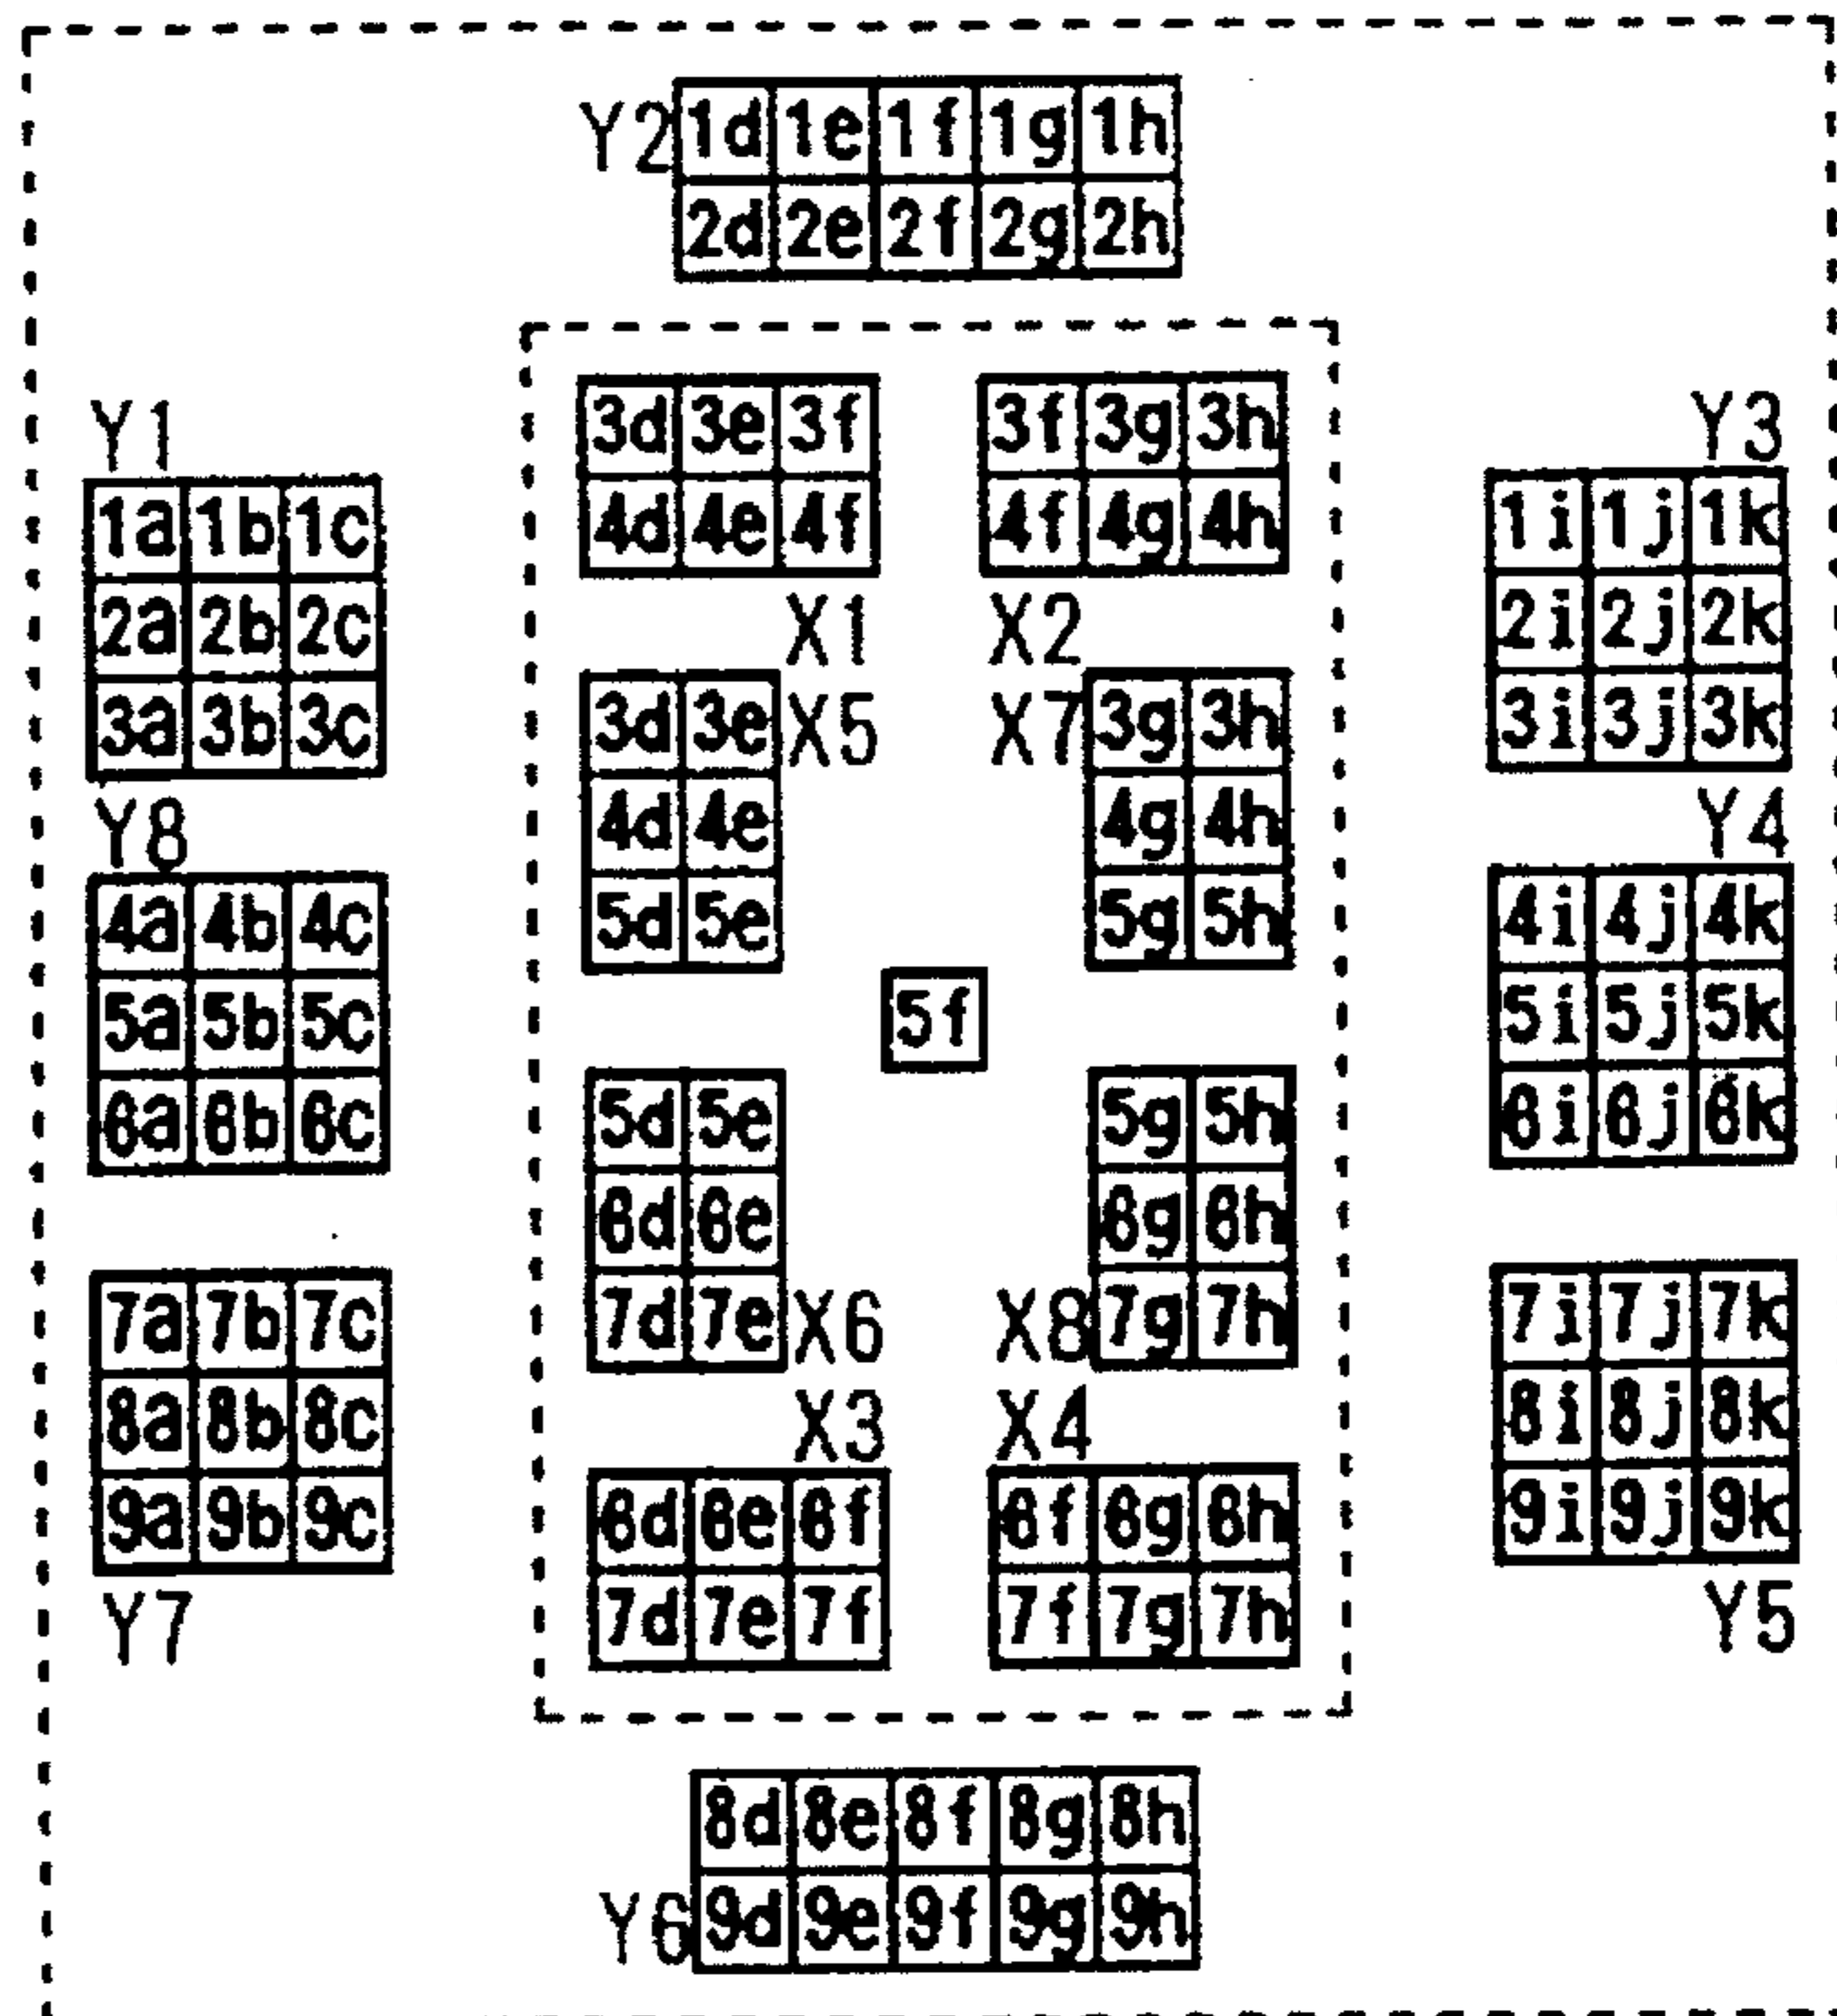 Y2
1d 1e 1f 1g 1h
2d 2e 2f 2g 2h
Y1
1a 1b 1c
2a 2b 2c
3a 3b 3c
Y8
4a 4b 4c
5a 5b 5c
6a 6b 6c
7a 7b 7c
8a 8b 8c
9a 9b 9c
Y7
3d 3e 3f
4d 4e 4f
X1
3f 3g 3h
4f 4g 4h
X2
3d 3e
4d 4e
5d 5e
X5
X7
3g 3h
4g 4h
5g 5h
5f
5d 5e
6d 6e
7d 7e
X6
5g 5h
6g 6h
7g 7h
X8
X3
6d 6e 6f
7d 7e 7f
X4
6f 6g 6h
7f 7g 7h
Y3
1i 1j 1k
2i 2j 2k
3i 3j 3k
Y4
4i 4j 4k
5i 5j 5k
6i 6j 6k
7i 7j 7k
8i 8j 8k
9i 9j 9k
Y5
8d 8e 8f 8g 8h
9d 9e 9f 9g 9h
Y6